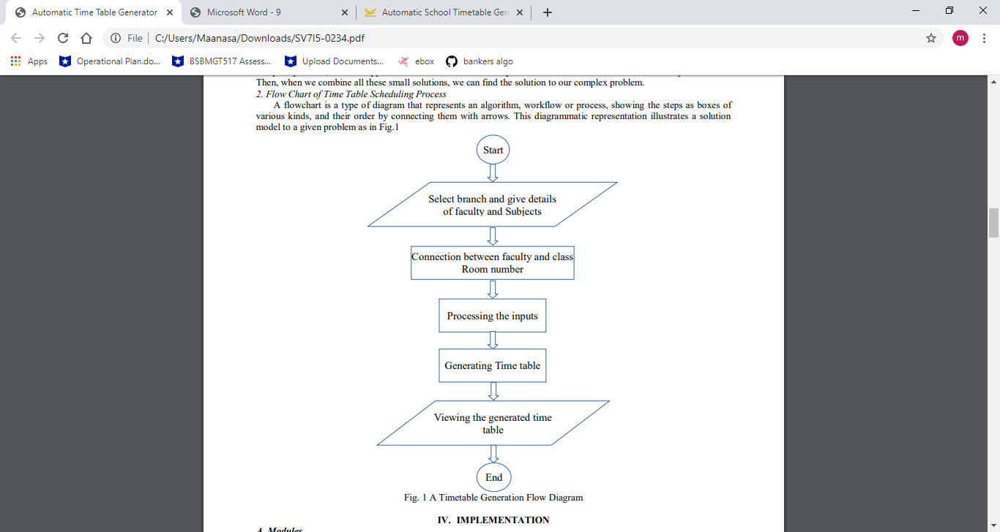 Automatic Time Table Generator
Microsoft Word - 9
Automatic School Timetable Gen
File
C:/Users/Maanasa/Downloads/SV7I5-0234.pdf
m
Apps
Operational Plan.do...
BSBMGT517 Assess...
Upload Documents...
ebox
bankers algo
Then, when we combine all these small solutions, we can find the solution to our complex problem.
2. Flow Chart of Time Table Scheduling Process
A flowchart is a type of diagram that represents an algorithm, workflow or process, showing the steps as boxes of
various kinds, and their order by connecting them with arrows. This diagrammatic representation illustrates a solution
model to a given problem as in Fig.1
Start
Select branch and give details
of faculty and Subjects
Connection between faculty and class
Room number
Processing the inputs
Generating Time table
Viewing the generated time
table
End
Fig. 1 A Timetable Generation Flow Diagram
IV. IMPLEMENTATION
A. Modules